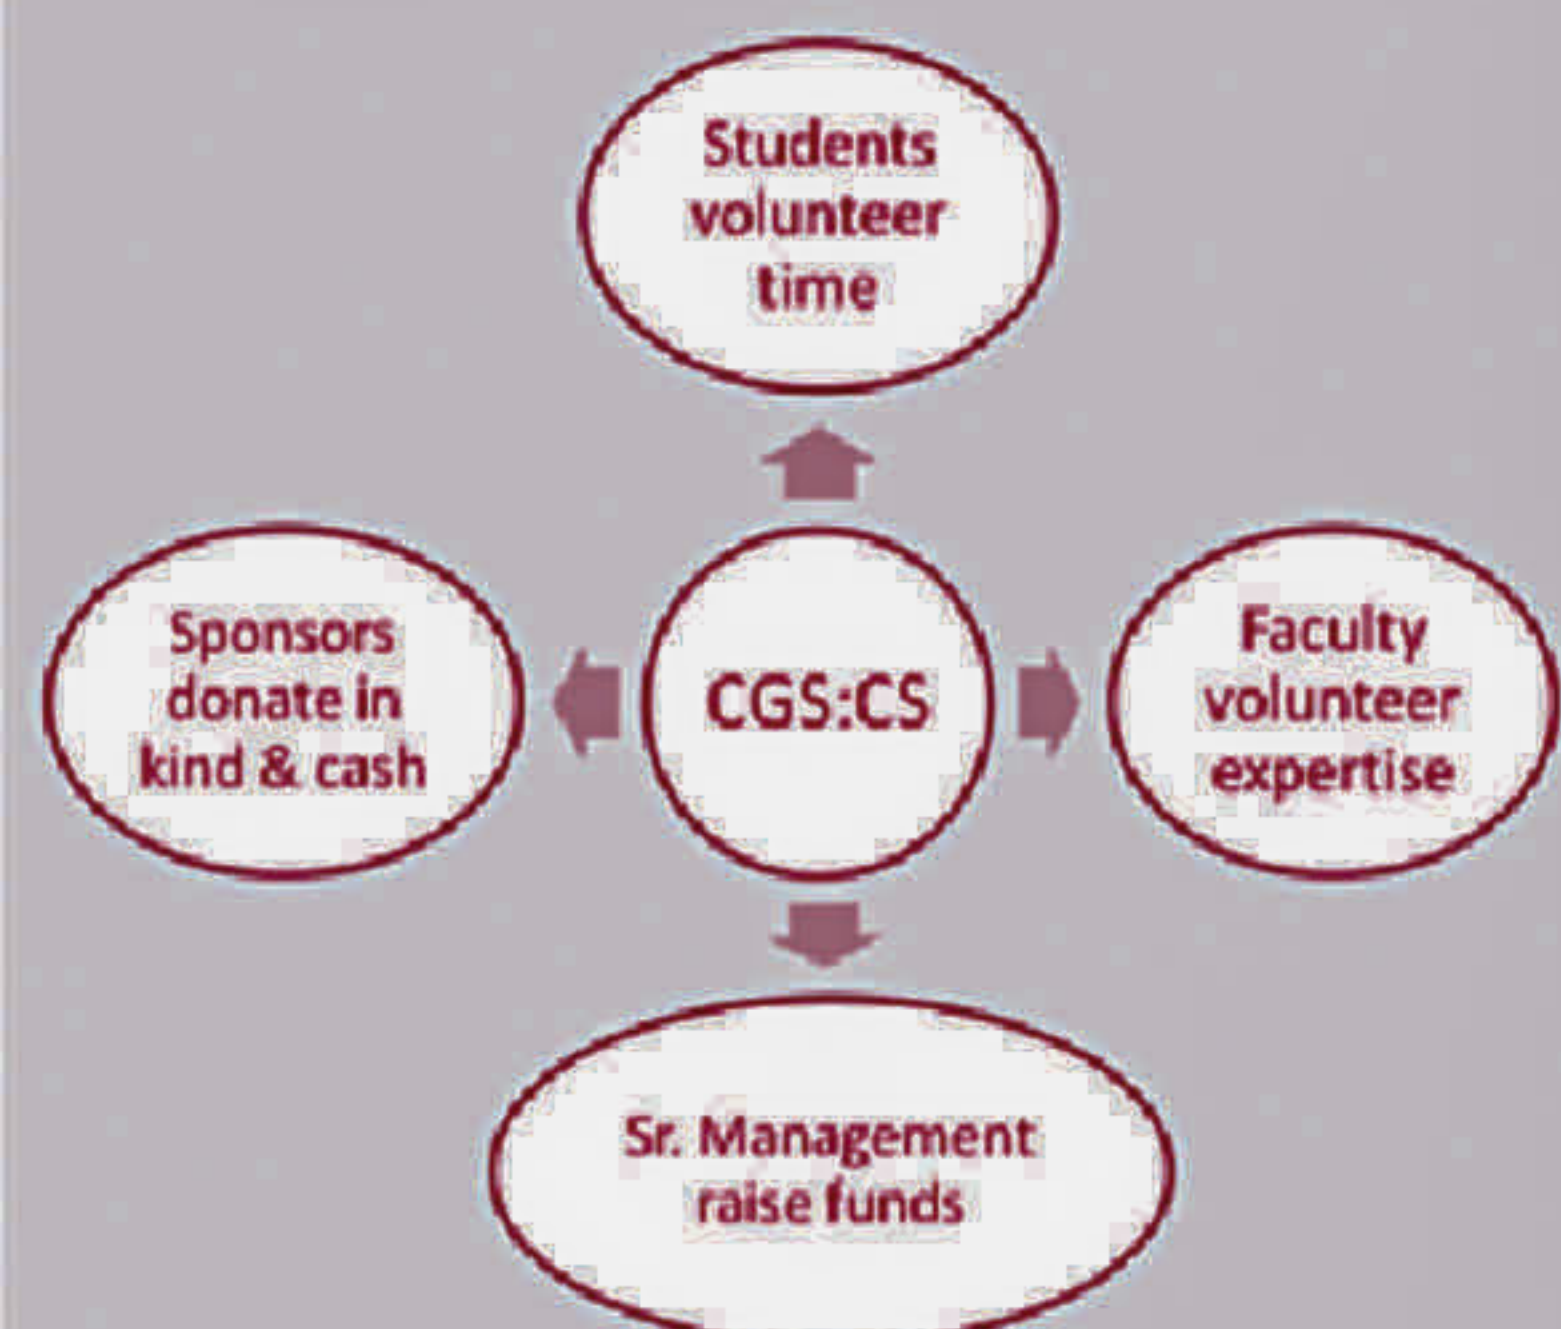 Students
volunteer
time
Sponsors
donate in
kind & cash
CGS:CS
Faculty
volunteer
expertise
Sr. Management
raise funds